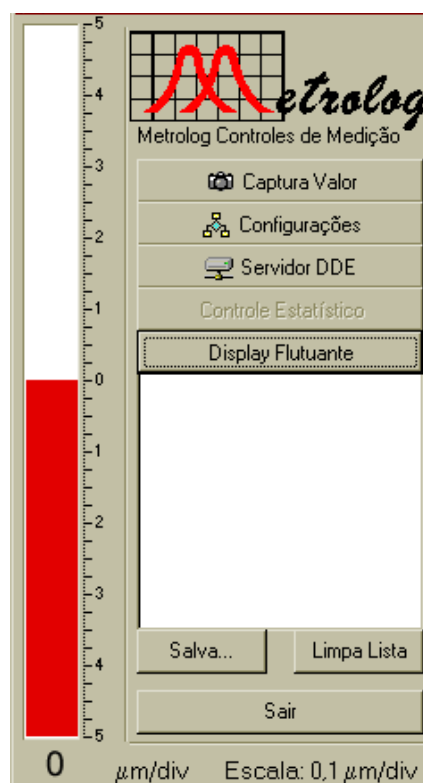 5
4
3
2
1
0
1
2
3
4
5
Metrolog
Metrolog Controles de Medição
Captura Valor
Configurações
Servidor DDE
Controle Estatístico
Display Flutuante
Salva...
Limpa Lista
Sair
0
µm/div
Escala: 0,1 µm/div